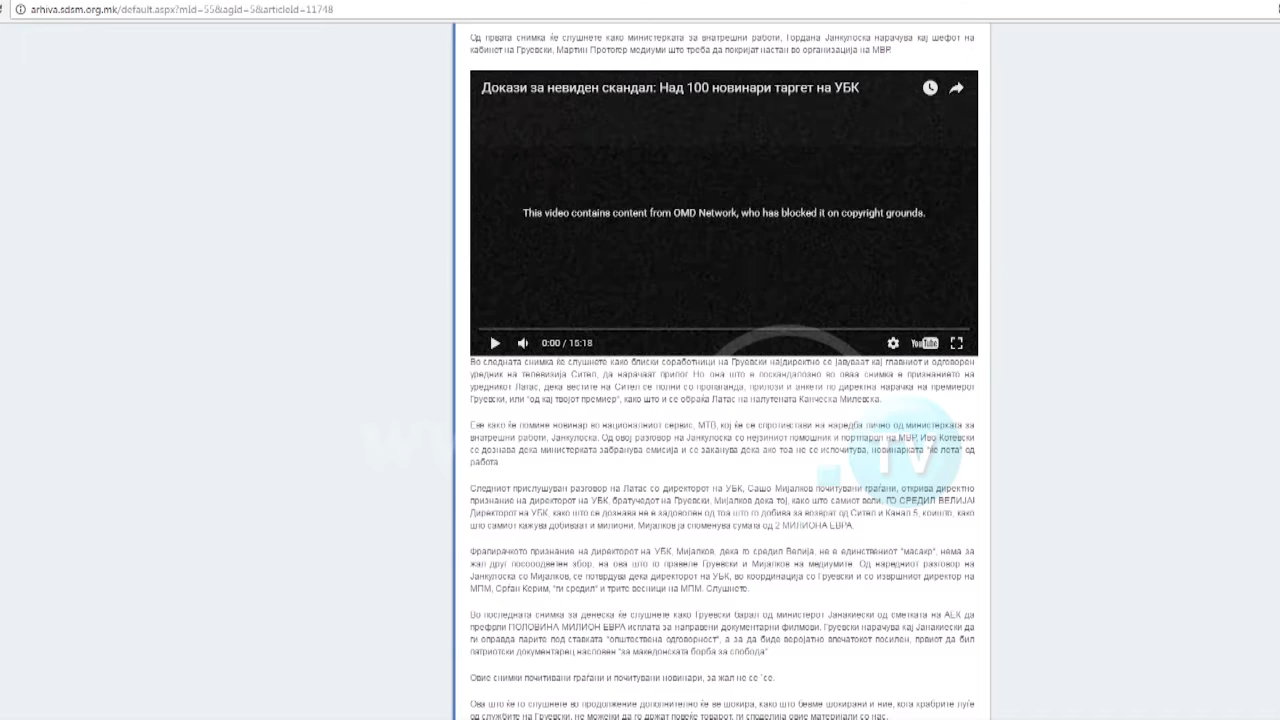 arhiva.sdsm.org.mk/default.aspx?mId=55&agId=5&articleId=11748
Од првата снимка ќе слушнете како министерката за внатрешни работи, Гордана Јанкулоска нарачува кај шефот на
кабинет на Груевски, Мартин Протоѓер медиуми што треба да покријат настан во организација на МВР.
Докази за невиден скандал: Над 100 новинари таргет на УБК
This video contains content from OMD Network, who has blocked it on copyright grounds.
0:00 / 15:18
YouTube
Во следната снимка ќе слушнете како блиски соработници на Груевски најдиректно се јавуваат кај главниот и одговорен
уредник на телевизија Сител, да нарачаат прилог. Но она што е поскандалозно во оваа снимка е признанието на
уредникот Латас, дека вестите на Сител се полни со пропаганда, прилози и анкети по директна нарачка на премиерот
Груевски, или "од кај твојот премиер", како што и се обраќа Латас на налутената Канческа Милевска.
Еве како ќе помине новинар во националниот сервис, МТВ, кој ќе се спротивстави на наредба лично од министерката за
внатрешни работи, Јанкулоска. Од овој разговор на Јанкулоска со нејзиниот помошник и портпарол на МВР, Иво Котевски
се дознава дека министерката забранува емисија и се заканува дека ако тоа не се испочитува, новинарката "ќе лета" од
работа.
Следниот прислушуван разговор на Латас со директорот на УБК, Сашо Мијалков почитувани граѓани, открива директно
признание на директорот на УБК, братучедот на Груевски, Мијалков дека тој, како што самиот вели, ГО СРЕДИЛ ВЕЛИЈА!
Директорот на УБК, како што се дознава не е задоволен од тоа што го добива за возврат од Сител и Канал 5, коишто, како
што самиот кажува добиваат и милиони. Мијалков ја споменува сумата од 2 МИЛИОНА ЕВРА.
Фрапирачкото признание на директорот на УБК, Мијалков, дека го средил Велија, не е единствениот "масакр", нема за
жал друг посоодветен збор, на ова што го правеле Груевски и Мијалков на медиумите. Од наредниот разговор на
Јанкулоска со Мијалков, се потврдува дека директорот на УБК, во координација со Груевски и со извршниот директор на
МПМ, Срѓан Керим, "ги средил" и трите весници на МПМ. Слушнете.
Во последната снимка за денеска ќе слушнете како Груевски барал од министерот Јанакиески од сметката на АЕК да
префрли ПОЛОВИНА МИЛИОН ЕВРА исплата за направени документарни филмови. Груевски нарачува кај Јанакиески да
ги оправда парите под ставката "општествена одговорност", а за да биде веројатно впечатокот посилен, првиот да бил
патриотски документарец насловен "за македонската борба за слобода"
Овие снимки почитивани граѓани и почитувани новинари, за жал не се `се.
Ова што ќе го слушнете во продолжение дополнително ќе ве шокира, како што бевме шокирани и ние, кога храбрите луѓе
од службите на Груевски, не можејќи да го држат повеќе товарот, ги споделија овие материјали со нас.
TV